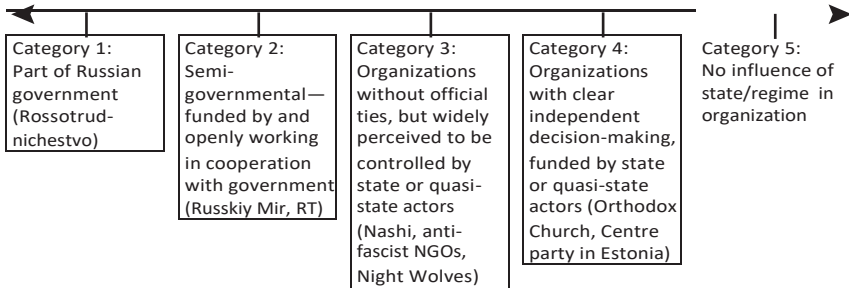 Category 1:
Part of Russian
government
(Rossotrud-
nichestvo)
Category 2:
Semi-
governmental—
funded by and
openly working
in cooperation
with government
(Russkiy Mir, RT)
Category 3:
Organizations
without official
ties, but widely
perceived to be
controlled by
state or quasi-
state actors
(Nashi, anti-
fascist NGOs,
Night Wolves)
Category 4:
Organizations
with clear
independent
decision-making,
funded by state
or quasi-state
actors (Orthodox
Church, Centre
party in Estonia)
Category 5:
No influence of
state/regime in
organization